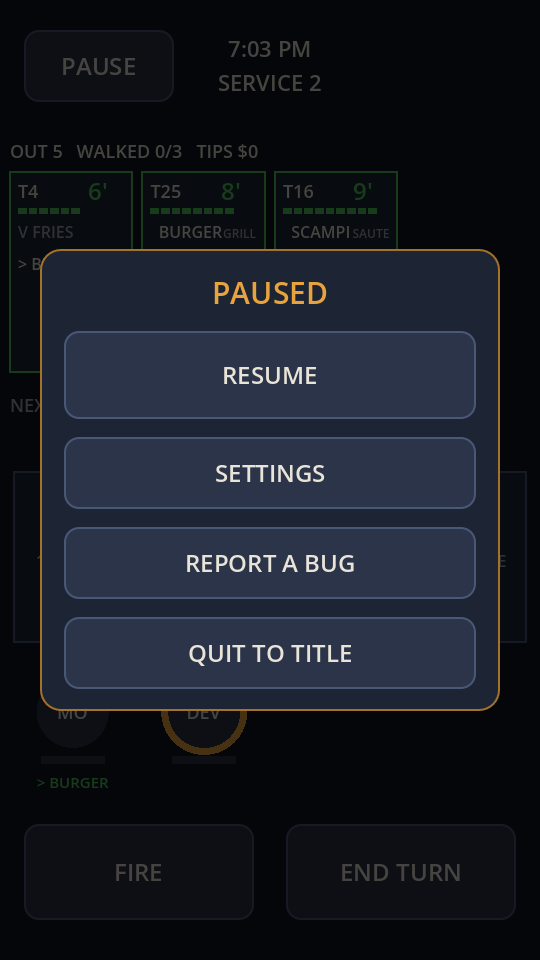 PAUSE
7:03 PM
SERVICE 2
OUT 5 WALKED 0/3 TIPS $0
T4 6' T25 8' T16 9'
V FRIES BURGER GRILL SCAMPI SAUTE
> B
PAUSED
RESUME
SETTINGS
REPORT A BUG
QUIT TO TITLE
MO DEV
> BURGER
FIRE END TURN